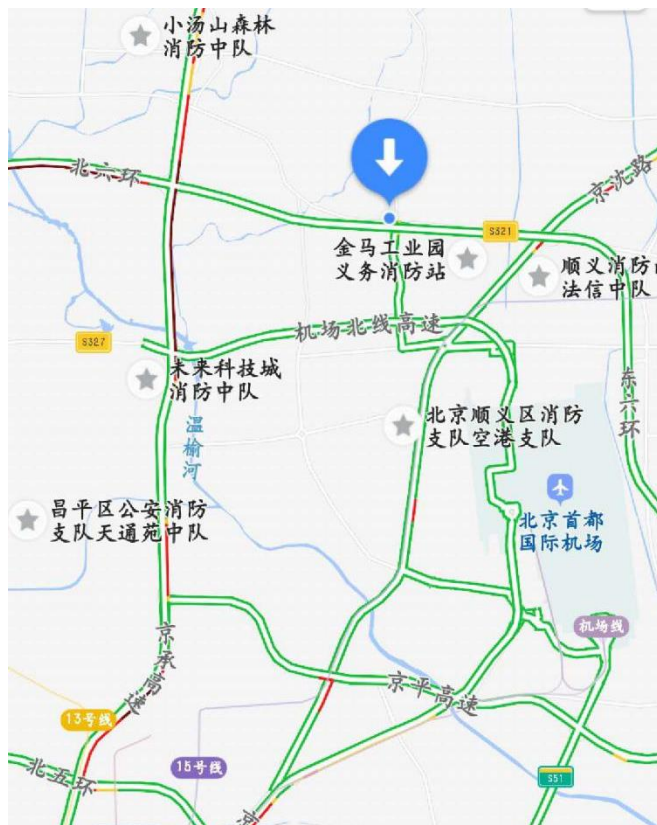 小汤山森林
消防中队
北六环
京沈路
S321
金马工业园
义务消防站
顺义消防
法信中队
机场北线高速
S327
未来科技城
消防中队
东六环
北京顺义区消防
支队空港支队
温榆河
昌平区公安消防
支队天通苑中队
北京首都
国际机场
机场线
京承高速
京平高速
13号线
15号线
北五环
S51
京